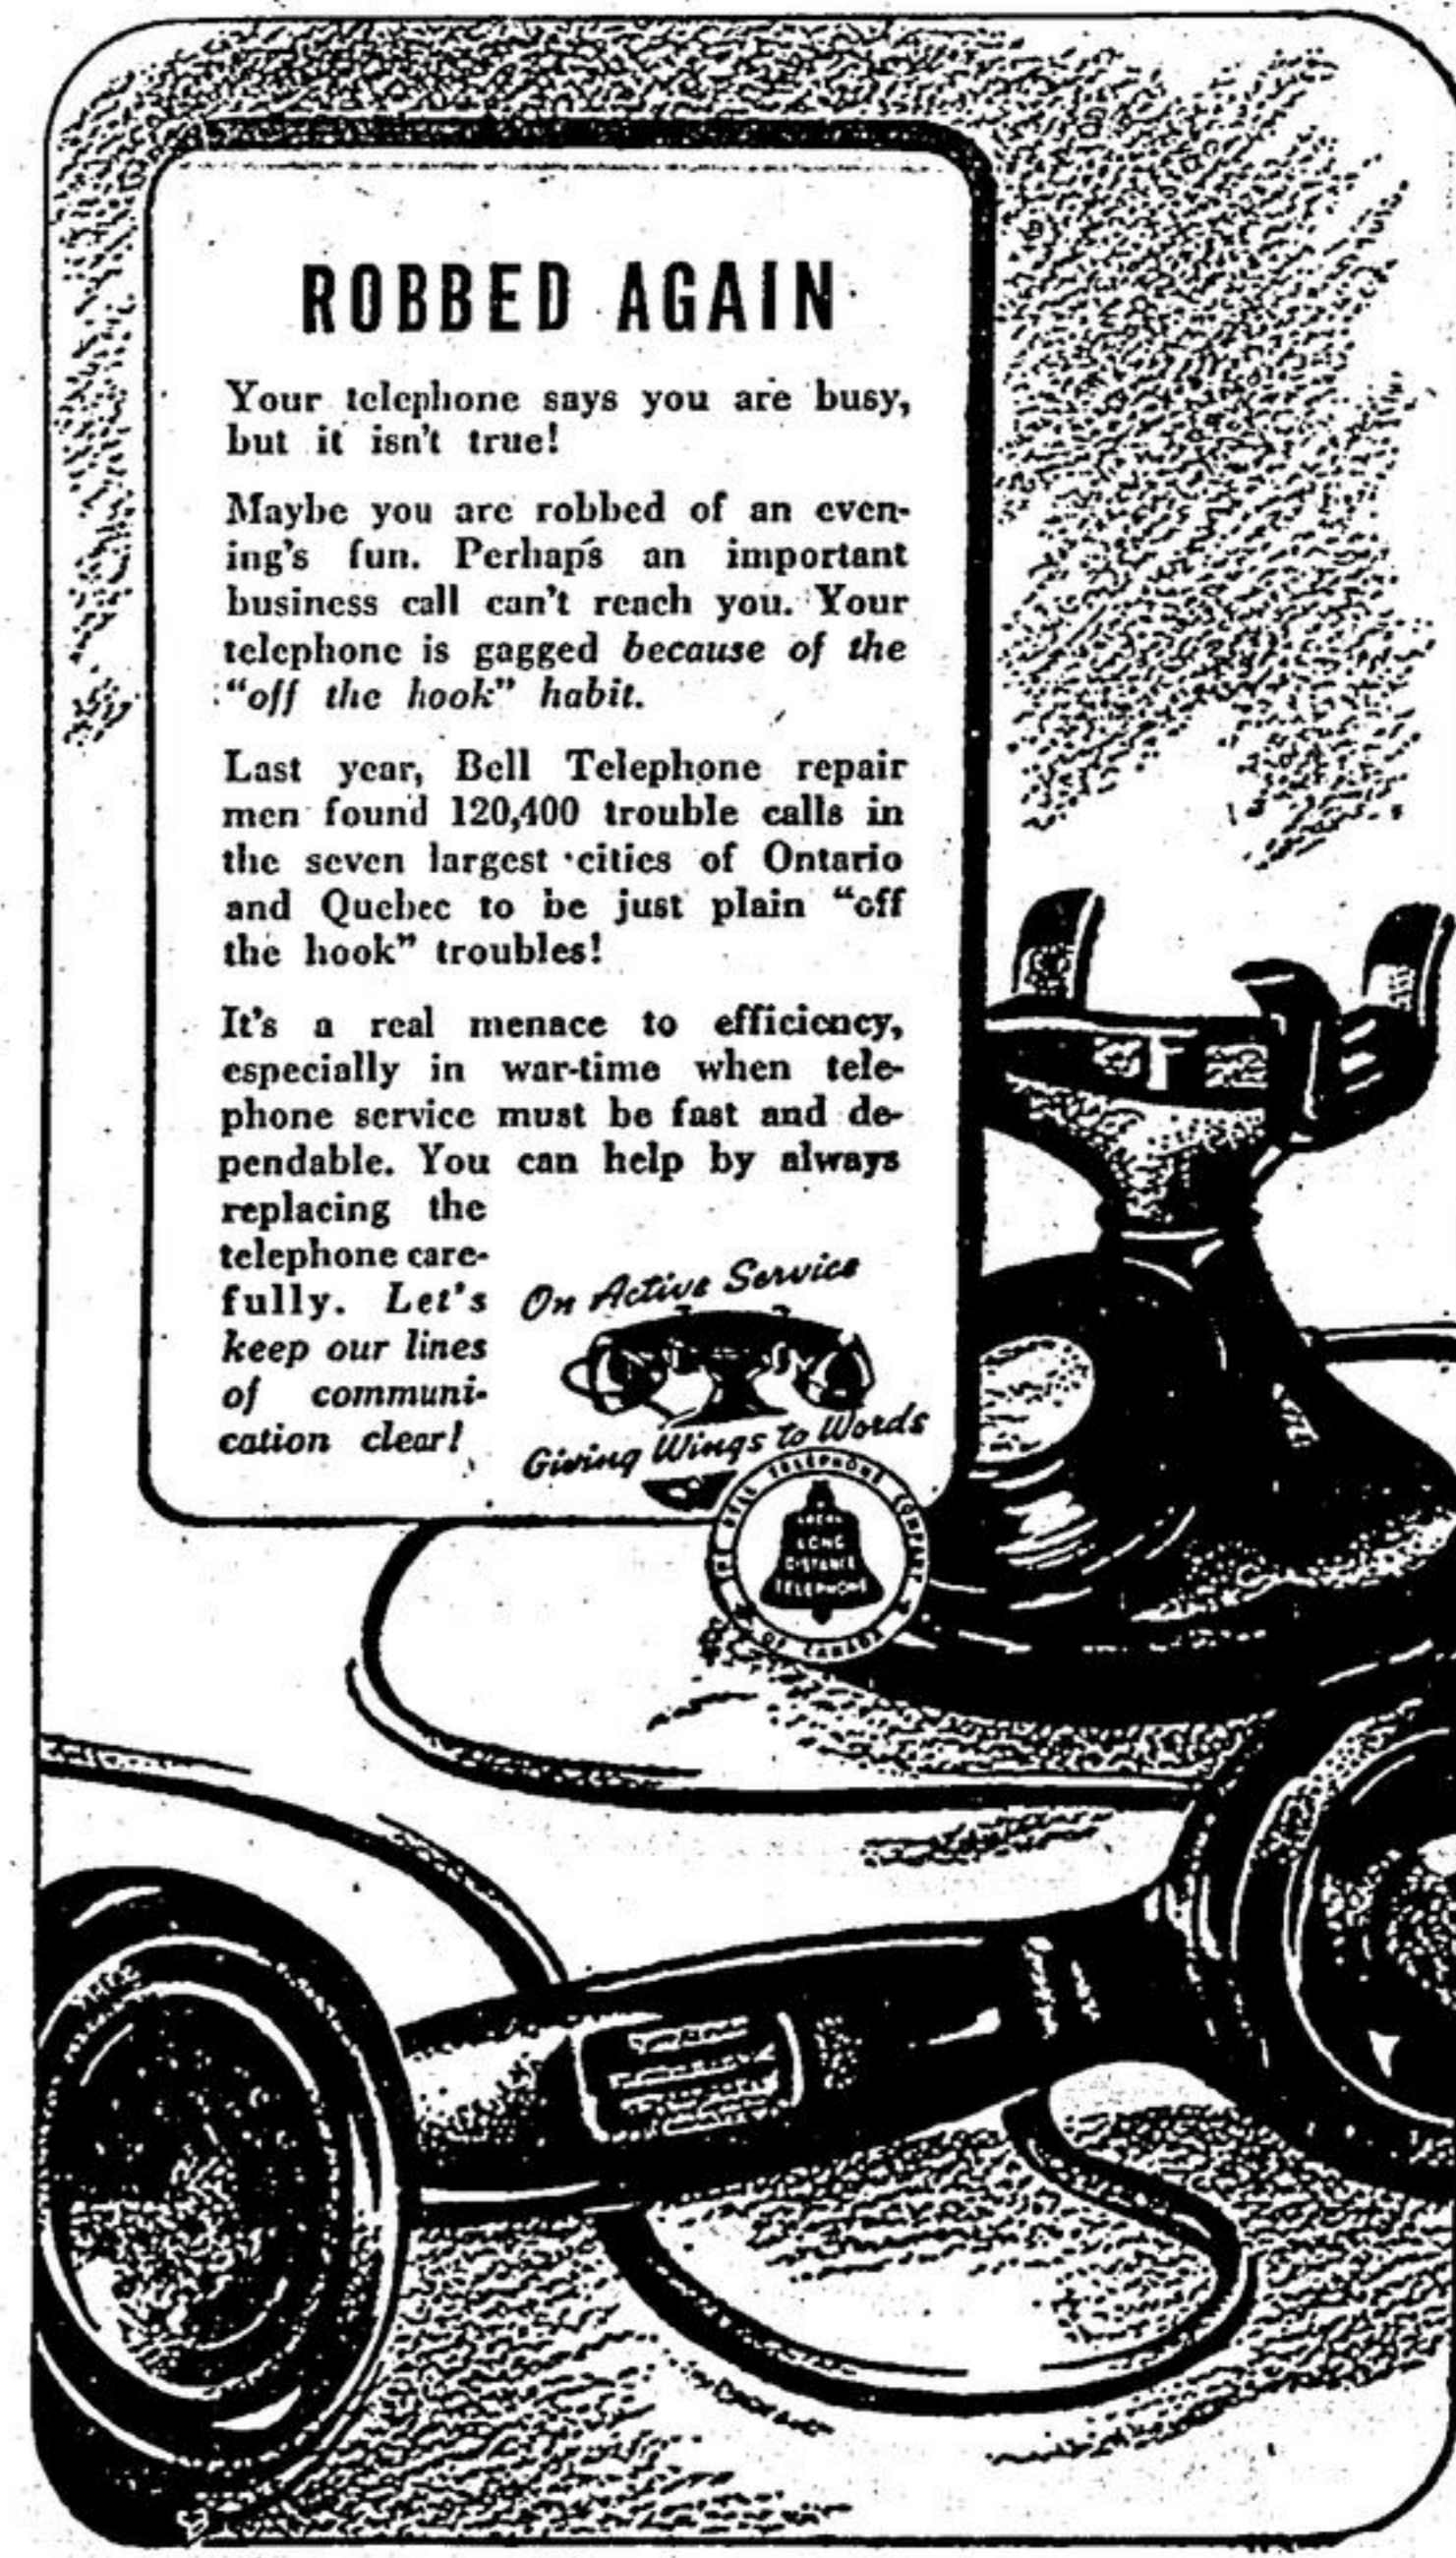 ROBBED AGAIN
Your telephone says you are busy,
but it isn't true!
Maybe you are robbed of an even-
ing's fun. Perhaps an important
business call can't reach you. Your
telephone is gagged because of the
"off the hook" habit.
Last year, Bell Telephone repair
men found 120,400 trouble calls in
the seven largest cities of Ontario
and Quebec to be just plain "off
the hook" troubles!
It's a real menace to efficiency,
especially in war-time when tele-
phone service must be fast and de-
pendable. You can help by always
replacing the
telephone care-
fully. Let's
keep our lines
of communi-
cation clear!
On Active Service
Giving Wings to Words
THE BELL TELEPHONE COMPANY
OF CANADA
LONG
DISTANCE
TELEPHONE